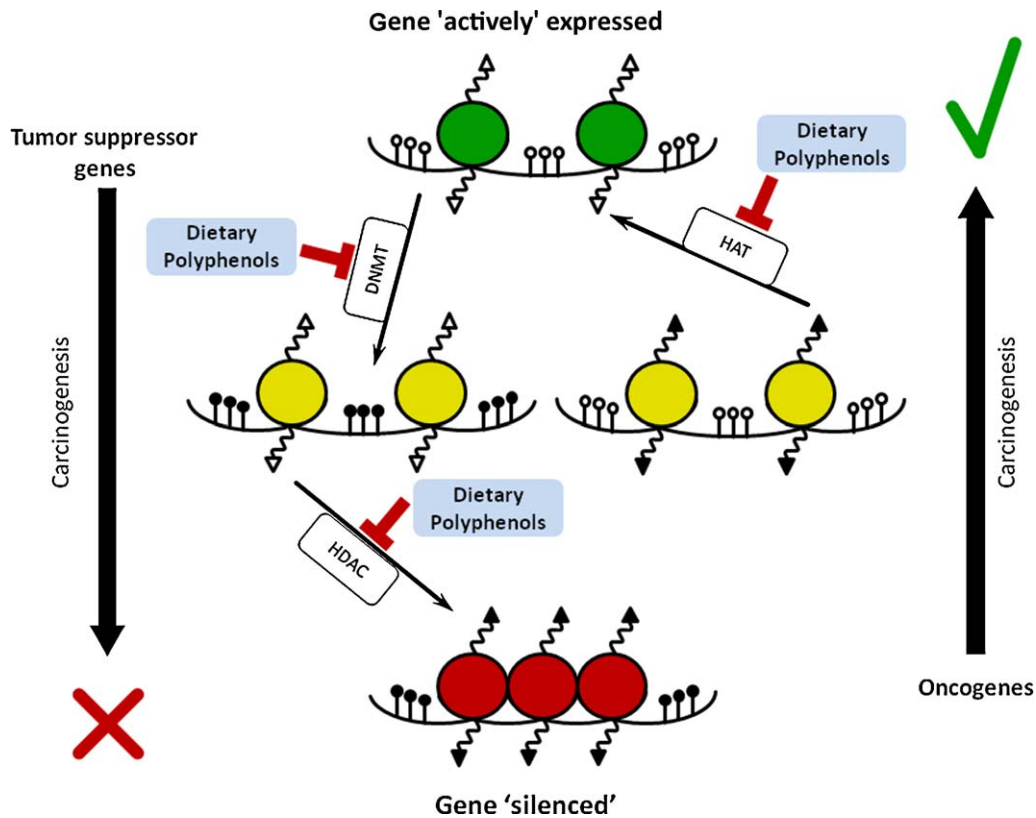 Gene 'actively' expressed
Tumor suppressor
genes
Dietary
Polyphenols
Dietary
Polyphenols
DNMT
HAT
Carcinogenesis
Carcinogenesis
Dietary
Polyphenols
HDAC
Oncogenes
Gene ‘silenced’